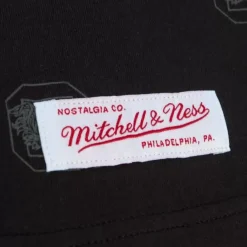 NOSTALGIA CO.
Mitchell & Ness
PHILADELPHIA, PA.